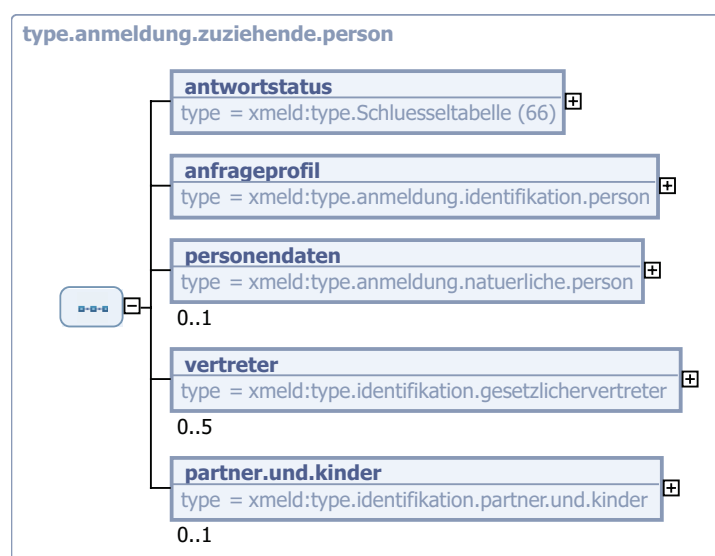 type.anmeldung.zuziehende.person
antwortstatus
type = xmeld:type.Schluesseltabelle (66)
anfrageprofil
type = xmeld:type.anmeldung.identifikation.person
personendaten
type = xmeld:type.anmeldung.natuerliche.person
0..1
vertreter
type = xmeld:type.identifikation.gesetzlichervertreter
0..5
partner.und.kinder
type = xmeld:type.identifikation.partner.und.kinder
0..1